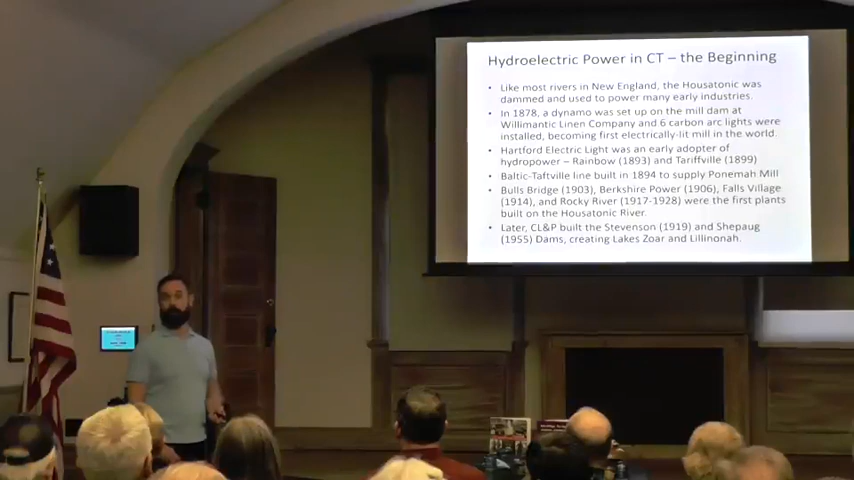 Hydroelectric Power in CT – the Beginning
• Like most rivers in New England, the Housatonic was
dammed and used to power many early industries.
• In 1878, a dynamo was set up on the mill dam at
Willimantic Linen Company and 6 carbon arc lights were
installed, becoming first electrically-lit mill in the world.
• Hartford Electric Light was an early adopter of
hydropower – Rainbow (1893) and Tariffville (1899)
• Baltic-Taftville line built in 1894 to supply Ponemah Mill
• Bulls Bridge (1903), Berkshire Power (1906), Falls Village
(1914), and Rocky River (1917-1928) were the first plants
built on the Housatonic River.
• Later, CL&P built the Stevenson (1919) and Shepaug
(1955) Dams, creating Lakes Zoar and Lillinonah.